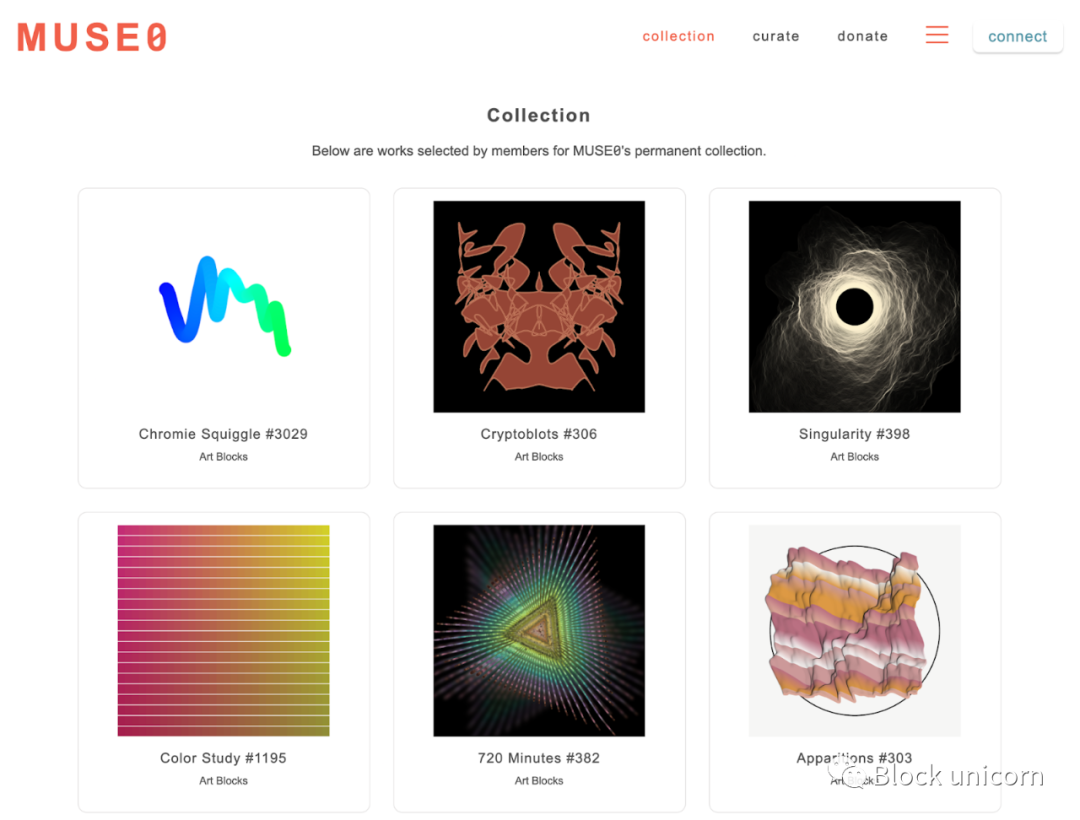 MUSE0
collection curate donate connect
Collection
Below are works selected by members for MUSE0's permanent collection.
Chromie Squiggle #3029 Cryptoblots #306 Singularity #398
Art Blocks Art Blocks Art Blocks
Color Study #1195 720 Minutes #382 Apparitions #303
Art Blocks Art Blocks Art Blocks
Block unicorn